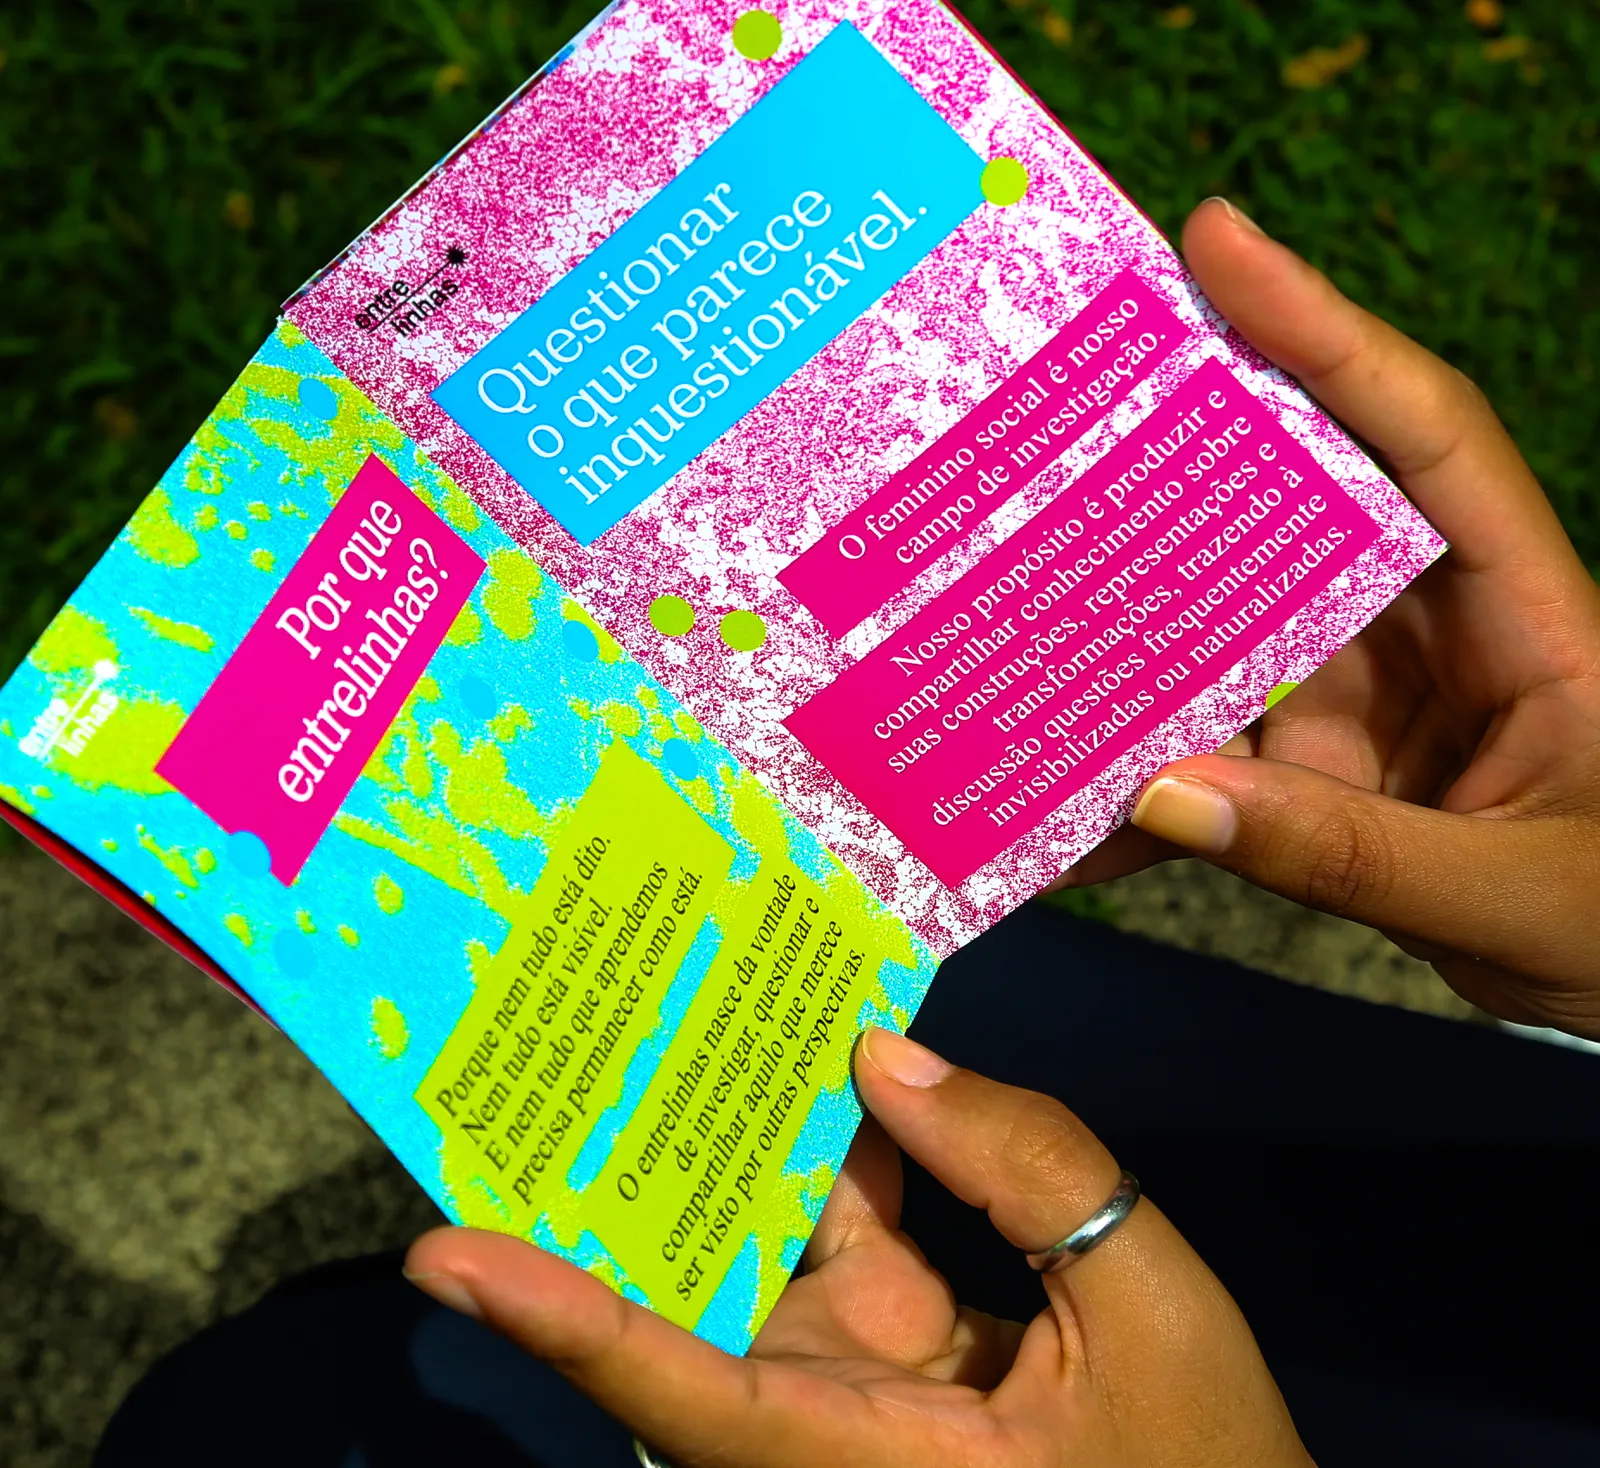 entre
linhas
Por que
entrelinhas?
Porque nem tudo está dito.
Nem tudo está visível.
E nem tudo que aprendemos
precisa permanecer como está.
O entrelinhas nasce da vontade
de investigar, questionar e
compartilhar aquilo que merece
ser visto por outras perspectivas.
entre
linhas
Questionar
o que parece
inquestionável.
O feminino social é nosso
campo de investigação.
Nosso propósito é produzir e
compartilhar conhecimento sobre
suas construções, representações e
transformações, trazendo à
discussão questões frequentemente
invisibilizadas ou naturalizadas.